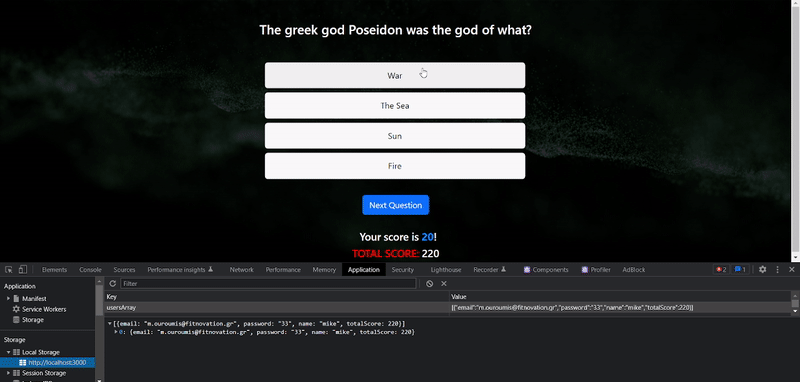 The greek god Poseidon was the god of what?
War
The Sea
Sun
Fire
Next Question
Your score is 20!
TOTAL SCORE: 220
Elements Console Sources Performance insights Network Performance Memory Application Security Lighthouse Recorder Components Profiler AdBlock 2 1
Application
Manifest
Service Workers
Storage
Storage
Local Storage
http://localhost:3000
Session Storage
Filter
Key Value
usersArray [{"email":"m.ouroumis@fitnovation.gr","password":"33","name":"mike","totalScore":220}]
[{email: "m.ouroumis@fitnovation.gr", password: "33", name: "mike", totalScore: 220}]
0: {email: "m.ouroumis@fitnovation.gr", password: "33", name: "mike", totalScore: 220}